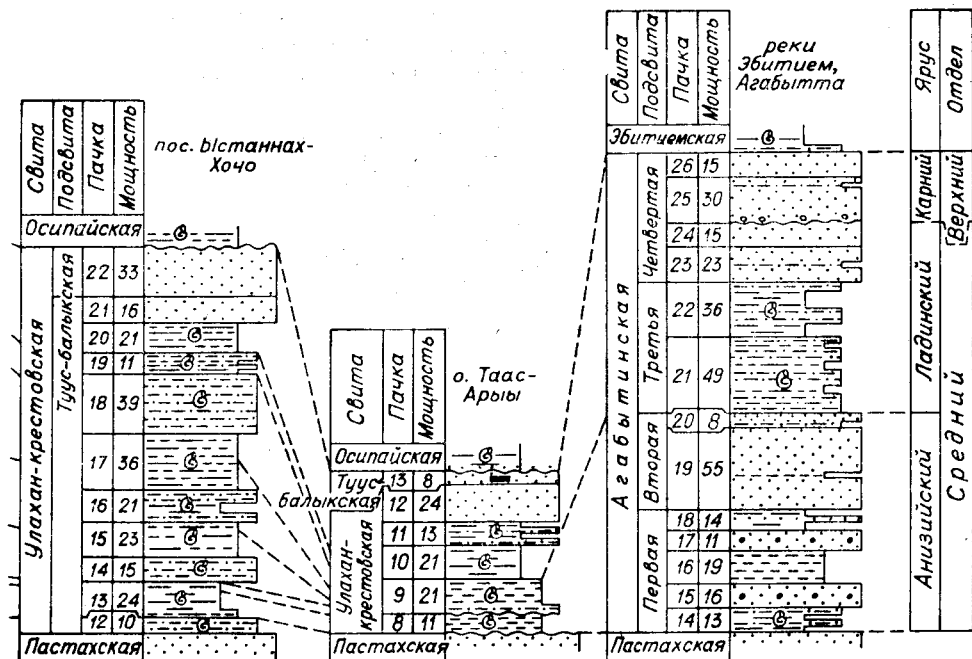 Свита
Подсвита
Пачка
Мощность
пос. Ыстаннах-
Хочо
Осипайская
Улахан-крестовская
Туус-балыкская
22 33
21 16
20 21
19 11
18 39
17 36
16 21
15 23
14 15
13 24
12 10
Пастахская
Свита
Пачка
Мощность
о. Таас-
Арыы
Осипайская
Туус-
балыкская
13 8
12 24
Улахан-
крестовская
11 13
10 21
9 21
8 11
Пастахская
Свита
Подсвита
Пачка
Мощность
реки
Эбитием,
Агабытта
Эбитиемская
Агабытинская
Четвертая
26 15
25 30
24 15
23 23
Третья
22 36
21 49
Вторая
20 8
19 55
Первая
18 14
17 11
16 19
15 16
14 13
Пастахская
Ярус
Отдел
Карний
Верхний
Ладинский
Анизийский
Средний